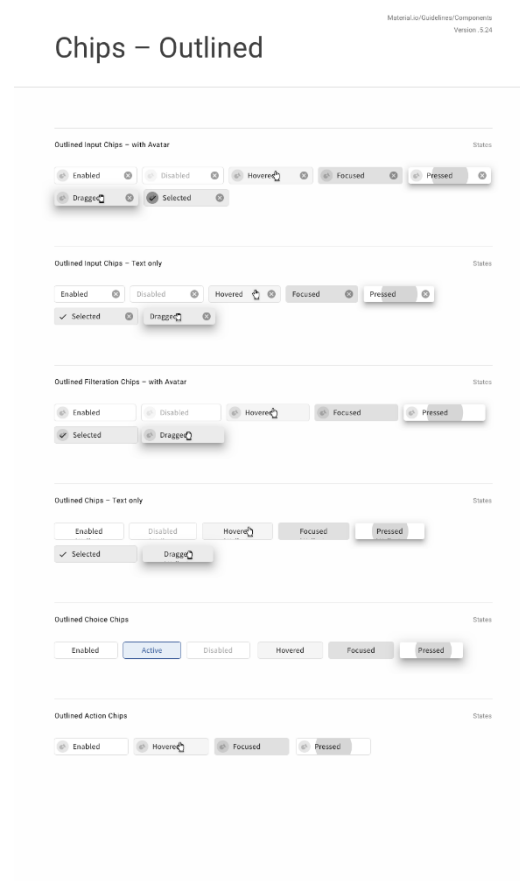 Material.io/Guidelines/Components
Version .5.24
Chips – Outlined
Outlined Input Chips – with Avatar States
Enabled Disabled Hovered Focused Pressed
Dragged Selected
Outlined Input Chips – Text only States
Enabled Disabled Hovered Focused Pressed
Selected Dragged
Outlined Filteration Chips – with Avatar States
Enabled Disabled Hovered Focused Pressed
Selected Dragged
Outlined Chips – Text only States
Enabled Disabled Hovered Focused Pressed
Selected Dragged
Outlined Choice Chips States
Enabled Active Disabled Hovered Focused Pressed
Outlined Action Chips States
Enabled Hovered Focused Pressed